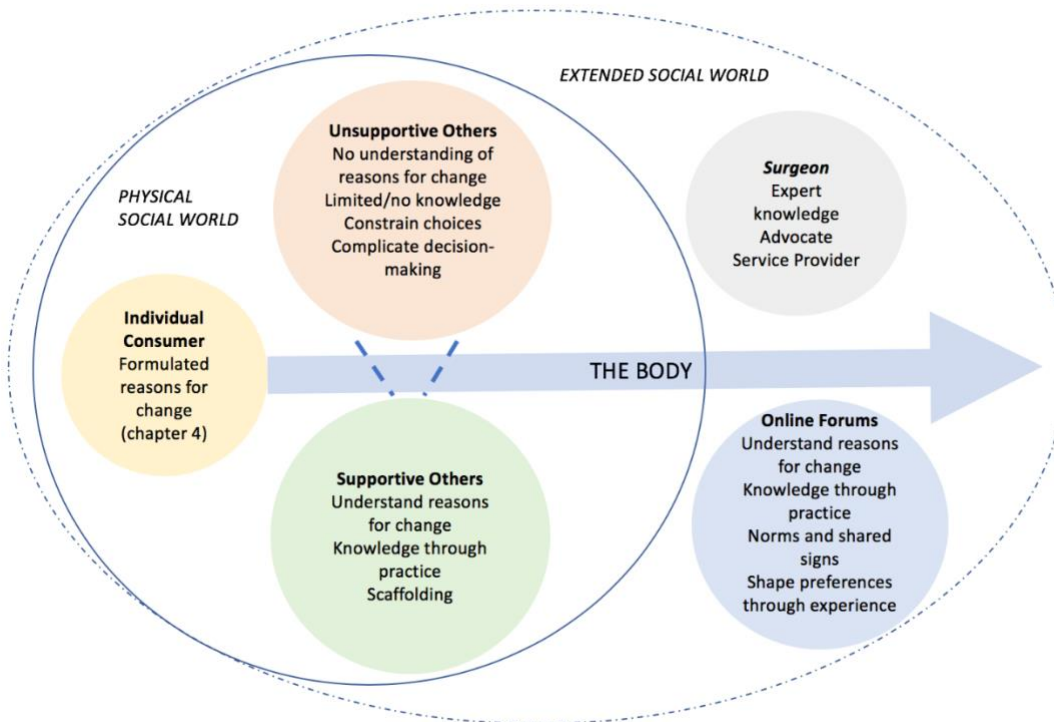 EXTENDED SOCIAL WORLD
PHYSICAL
SOCIAL WORLD
Unsupportive Others
No understanding of
reasons for change
Limited/no knowledge
Constrain choices
Complicate decision-
making
Surgeon
Expert
knowledge
Advocate
Service Provider
Individual
Consumer
Formulated
reasons for
change
(chapter 4)
THE BODY
Supportive Others
Understand reasons
for change
Knowledge through
practice
Scaffolding
Online Forums
Understand reasons
for change
Knowledge through
practice
Norms and shared
signs
Shape preferences
through experience